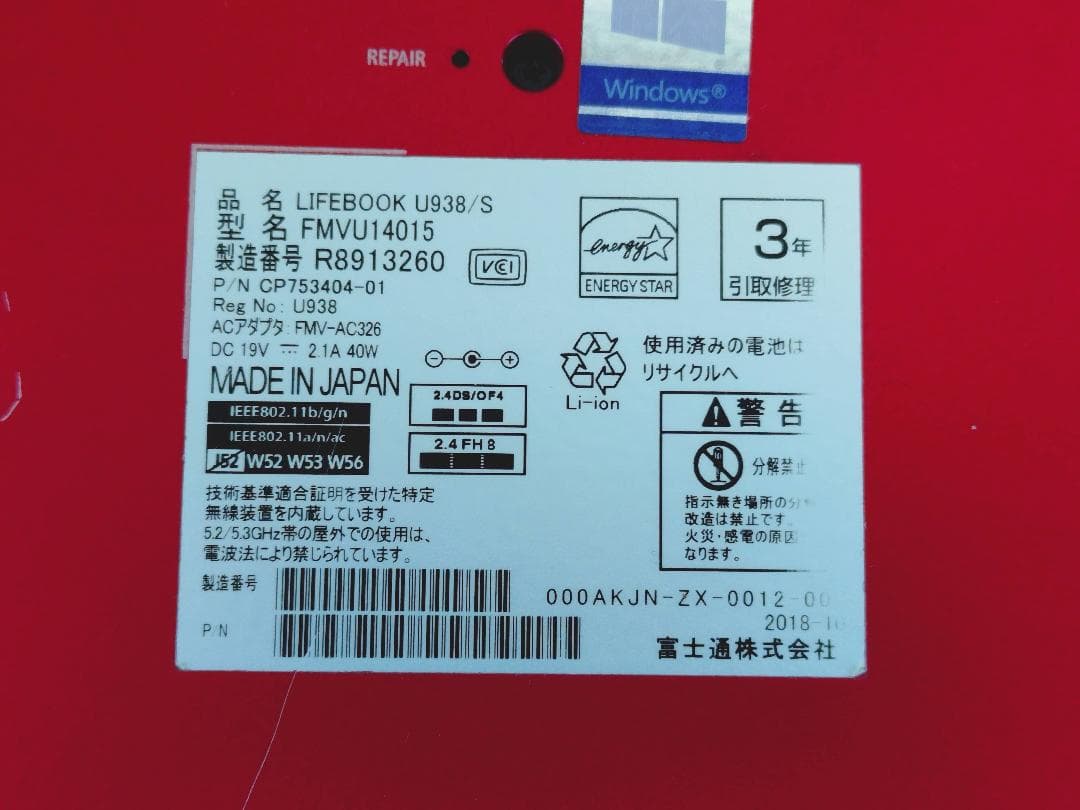 REPAIR
Windows®
品 名 LIFEBOOK U938/S
型 名 FMVU14015
製造番号 R8913260
VCI
P/N CP753404-01
Reg No: U938
ACアダプタ: FMV-AC326
DC 19V ⎓ 2.1A 40W
MADE IN JAPAN
IEEE802.11b/g/n
IEEE802.11a/n/ac
J52 W52 W53 W56
2.4DS/OF4
2.4FH8
energy
ENERGY STAR
3年
引取修理
Li-ion
使用済みの電池は
リサイクルへ
警告
分解禁止
指示無き場所の分
改造は禁止です。
火災・感電の原因
なります。
技術基準適合証明を受けた特定
無線装置を内蔵しています。
5.2/5.3GHz帯の屋外での使用は、
電波法により禁じられています。
製造番号
P/N
000AKJN-ZX-0012-00
2018-10
富士通株式会社